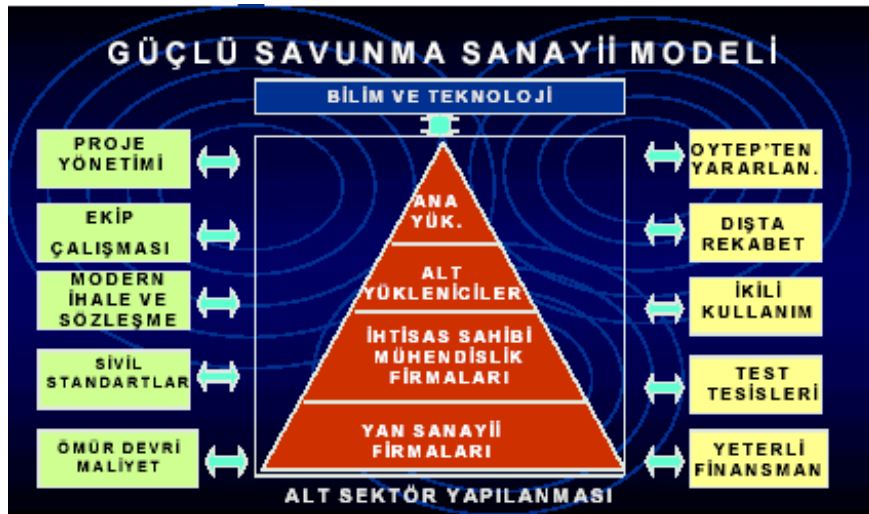 GÜÇLÜ SAVUNMA SANAYİİ MODELİ
BİLİM VE TEKNOLOJİ
PROJE
YÖNETİMİ
EKİP
ÇALIŞMASI
MODERN
İHALE VE
SÖZLEŞME
SİVİL
STANDARTLAR
ÖMÜR DEVRİ
MALİYET
ANA
YÜK.
ALT
YÜKLENİCİLER
İHTİSAS SAHİBİ
MÜHENDİSLİK
FİRMALARI
YAN SANAYİİ
FİRMALARI
OYTEP'TEN
YARARLAN.
DIŞTA
REKABET
İKİLİ
KULLANIM
TEST
TESİSLERİ
YETERLİ
FİNANSMAN
ALT SEKTÖR YAPILANMASI